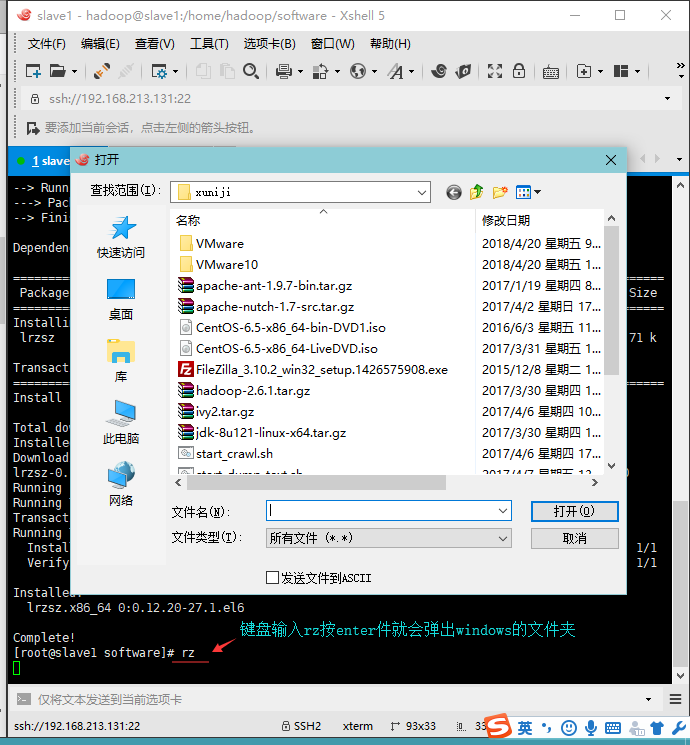 slave1 - hadoop@slave1:/home/hadoop/software - Xshell 5
文件(F) 编辑(E) 查看(V) 工具(T) 选项卡(B) 窗口(W) 帮助(H)
ssh://192.168.213.131:22
要添加当前会话，点击左侧的箭头按钮。
1 slave
打开
查找范围(I): xuniji
快速访问
桌面
库
此电脑
网络
名称 修改日期
VMware 2018/4/20 星期五 9...
VMware10 2018/4/20 星期五 1...
apache-ant-1.9.7-bin.tar.gz 2017/1/19 星期四 8...
apache-nutch-1.7-src.tar.gz 2017/4/2 星期日 17...
CentOS-6.5-x86_64-bin-DVD1.iso 2016/6/3 星期五 11...
CentOS-6.5-x86_64-LiveDVD.iso 2017/3/31 星期五 1...
FileZilla_3.10.2_win32_setup.1426575908.exe 2015/12/8 星期二 1...
hadoop-2.6.1.tar.gz 2017/3/30 星期四 1...
ivy2.tar.gz 2017/4/6 星期四 10...
jdk-8u121-linux-x64.tar.gz 2017/3/30 星期四 1...
start_crawl.sh 2017/4/6 星期四 17...
start_dump_text.sh 2017/4/7 星期五 12...
文件名(N): 打开(O)
文件类型(T): 所有文件 (*.*) 取消
发送文件到ASCII
--> Runn
---> Pac
--> Fini
Dependen
Package Size
Installi
lrzsz 71 k
Transact
Install
Total dow
Installe
Download
lrzsz-0.
Running
Running
Transact
Running
Instal 1/1
Verify 1/1
Installed:
lrzsz.x86_64 0:0.12.20-27.1.el6
Complete!
[root@slave1 software]# rz
键盘输入rz按enter件就会弹出windows的文件夹
仅将文本发送到当前选项卡
ssh://192.168.213.131:22 SSH2 xterm 93x33 33
S 英